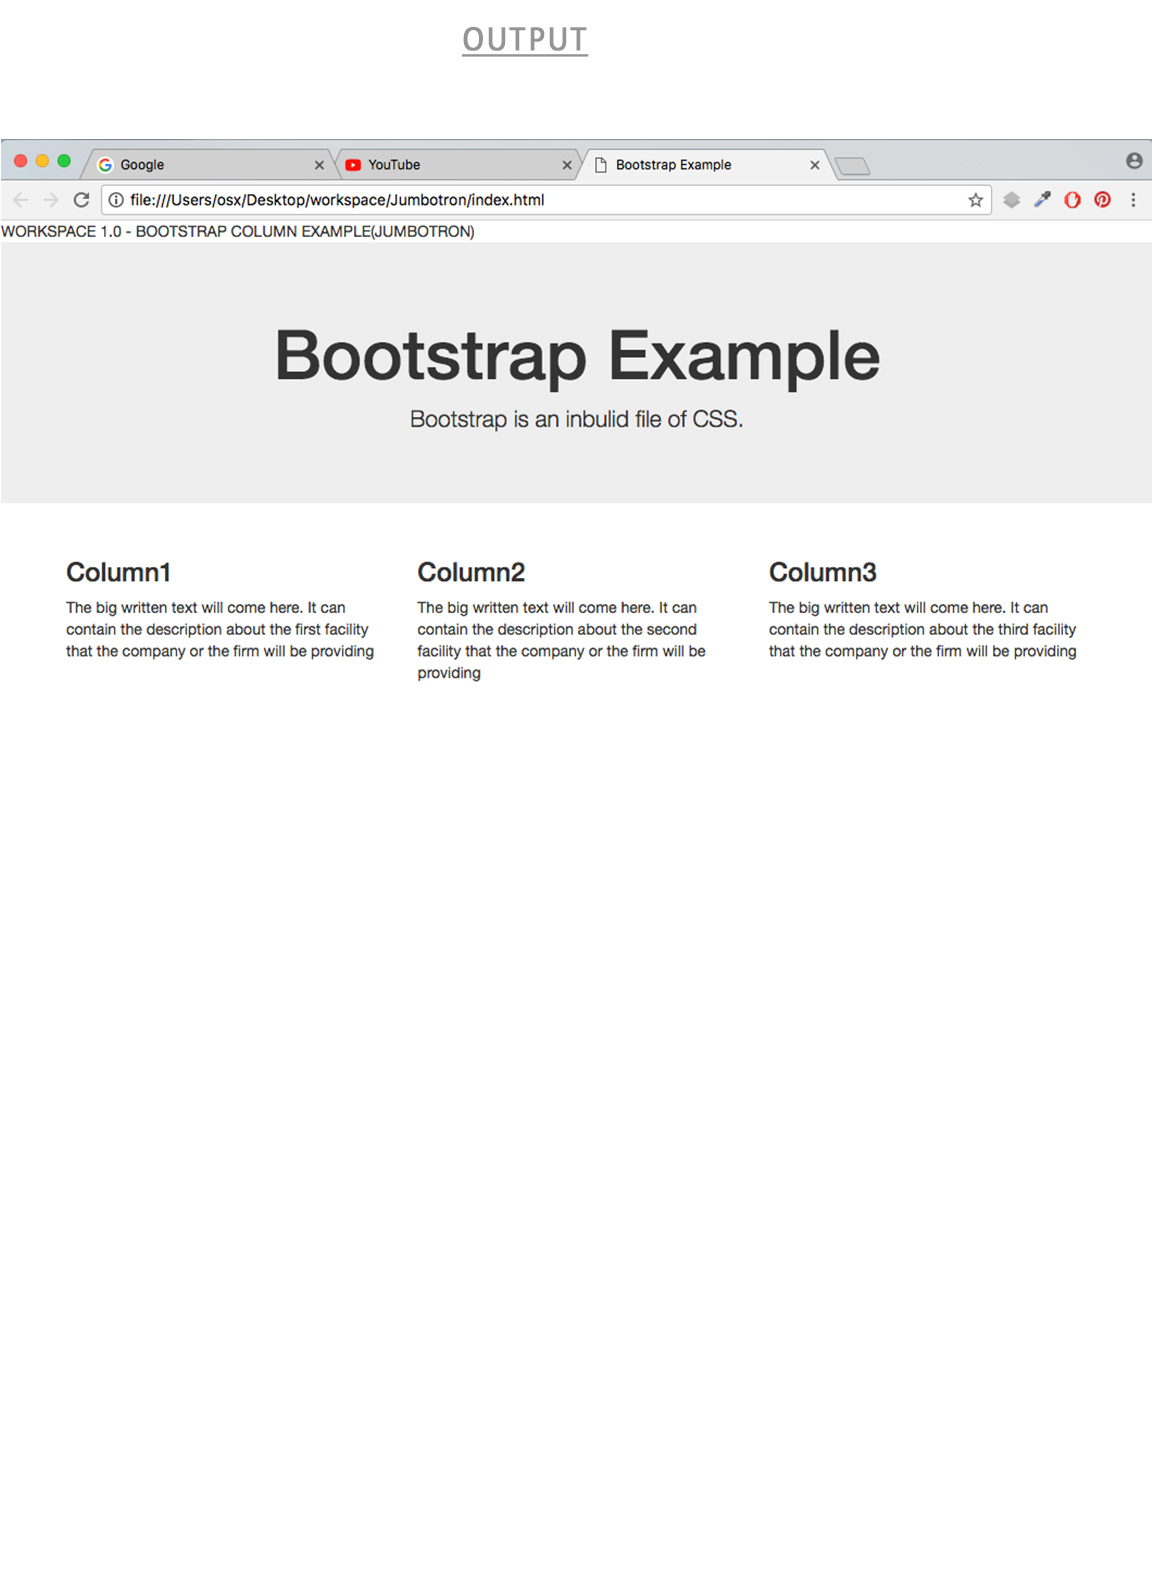 OUTPUT
Google
YouTube
Bootstrap Example
file:///Users/osx/Desktop/workspace/Jumbotron/index.html
WORKSPACE 1.0 - BOOTSTRAP COLUMN EXAMPLE(JUMBOTRON)
Bootstrap Example
Bootstrap is an inbulid file of CSS.
Column1
The big written text will come here. It can
contain the description about the first facility
that the company or the firm will be providing
Column2
The big written text will come here. It can
contain the description about the second
facility that the company or the firm will be
providing
Column3
The big written text will come here. It can
contain the description about the third facility
that the company or the firm will be providing